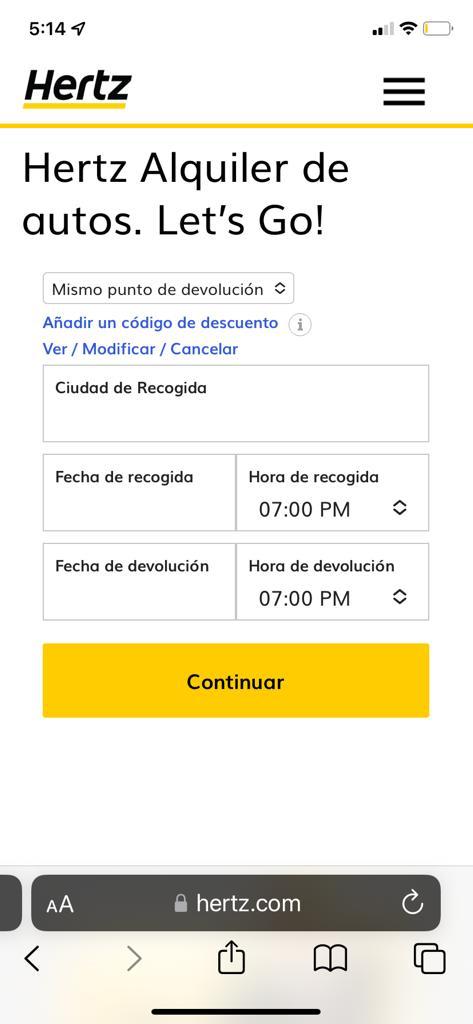 5:14
Hertz
Hertz Alquiler de
autos. Let's Go!
Mismo punto de devolución
Añadir un código de descuento i
Ver / Modificar / Cancelar
Ciudad de Recogida
Fecha de recogida
Hora de recogida
07:00 PM
Fecha de devolución
Hora de devolución
07:00 PM
Continuar
AA hertz.com